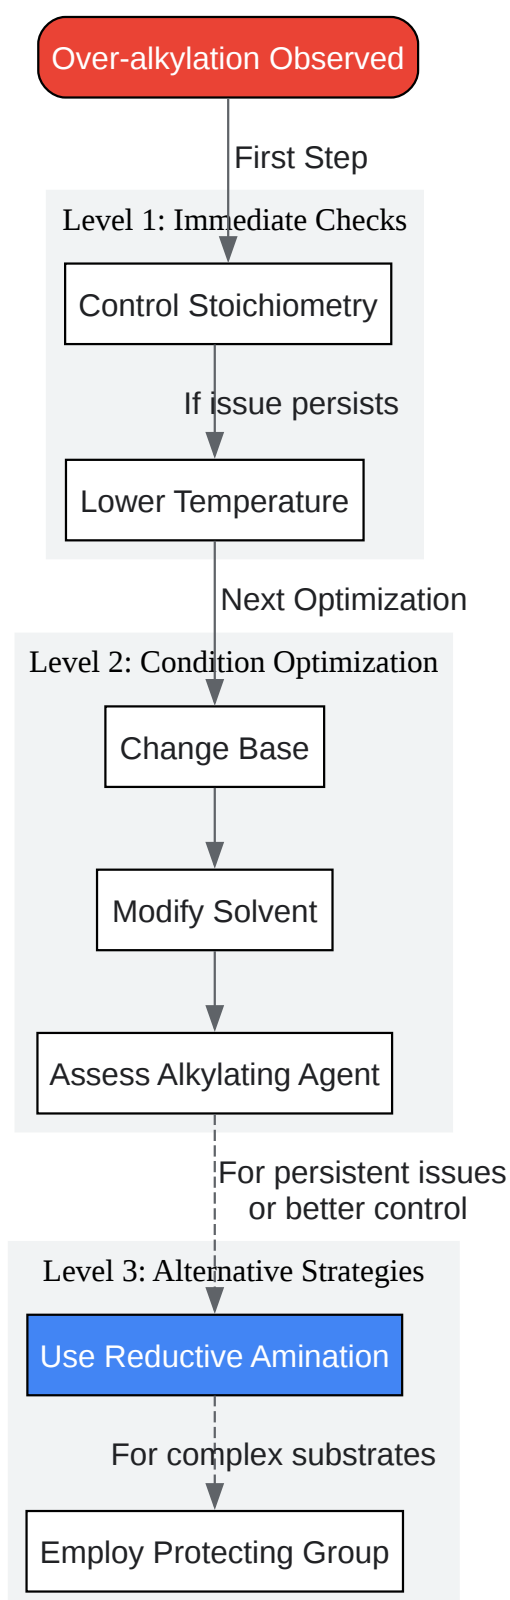 Over-alkylation Observed
First Step
Level 1: Immediate Checks
Control Stoichiometry
If issue persists
Lower Temperature
Next Optimization
Level 2: Condition Optimization
Change Base
Modify Solvent
Assess Alkylating Agent
For persistent issues
or better control
Level 3: Alternative Strategies
Use Reductive Amination
For complex substrates
Employ Protecting Group